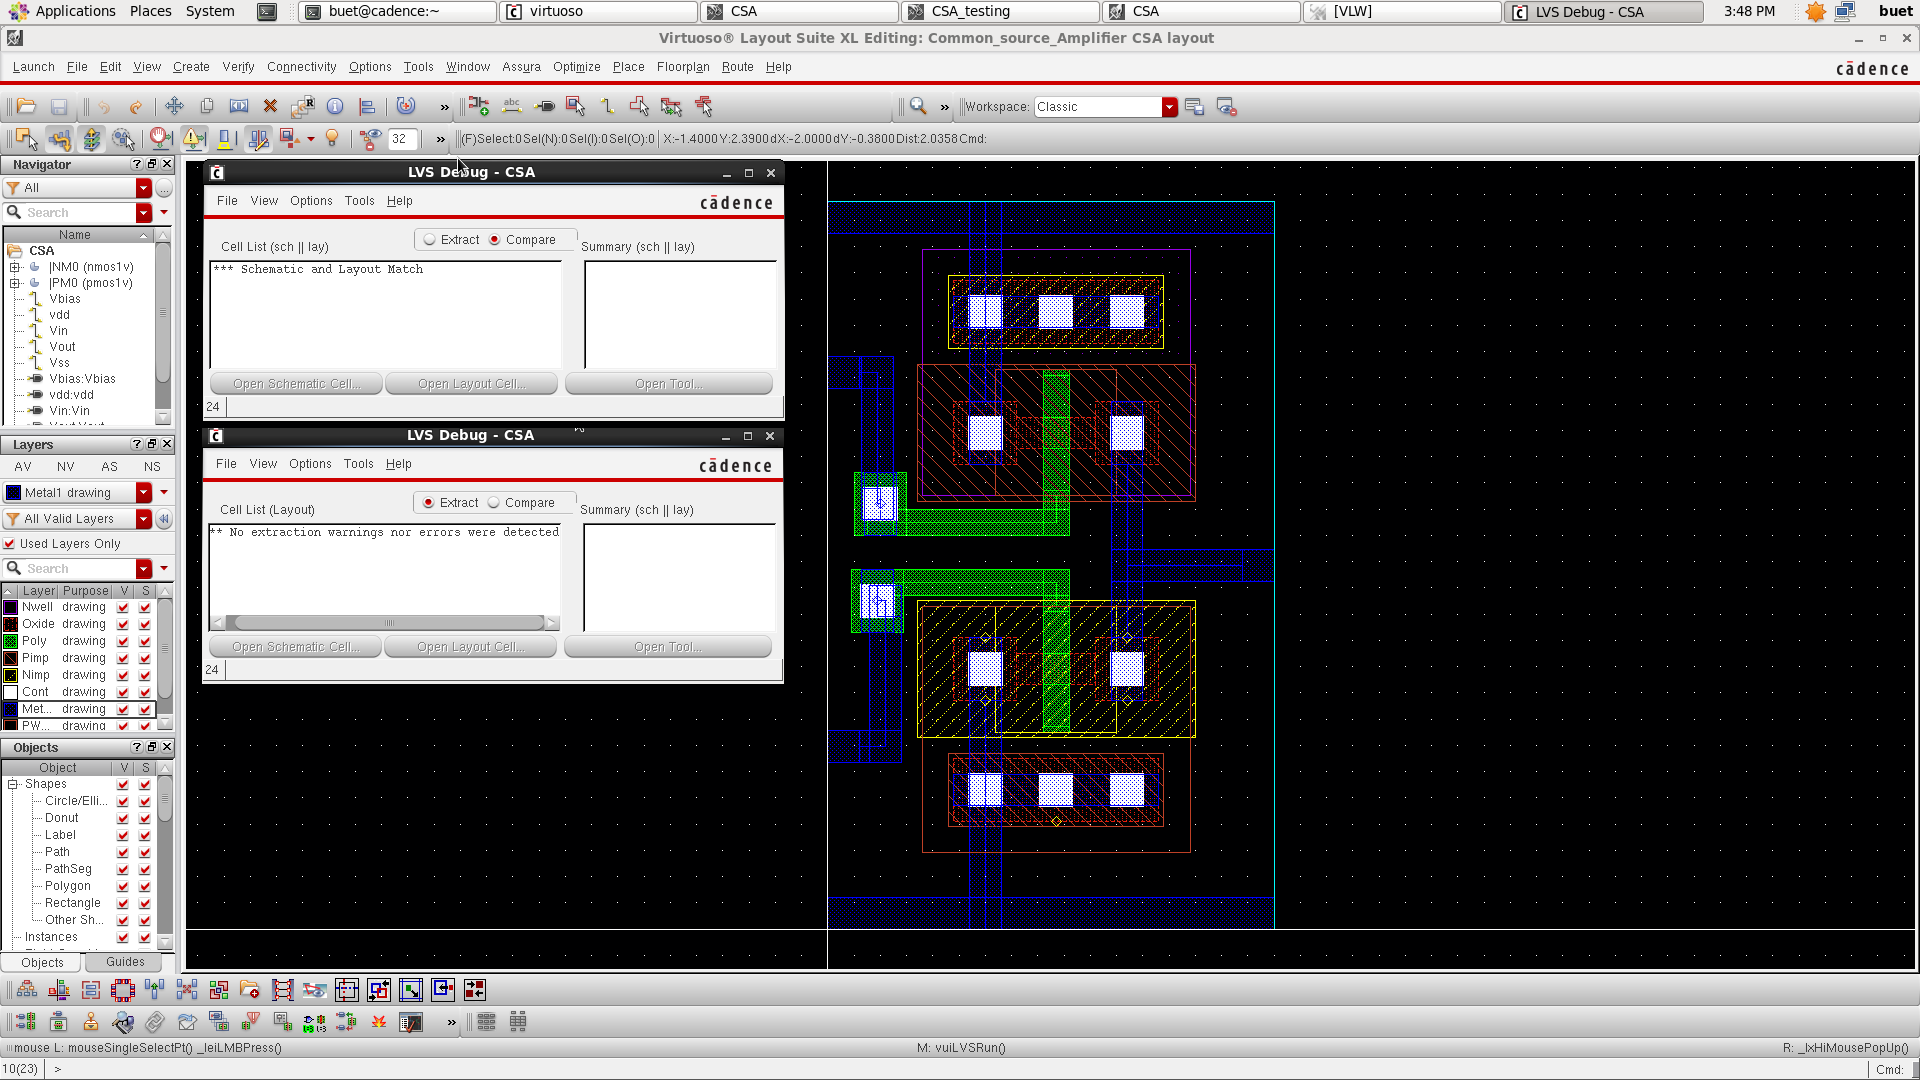 Applications Places System
buet@cadence:~
virtuoso
CSA
CSA_testing
CSA
[VLW]
LVS Debug - CSA
3:48 PM
buet
Virtuoso® Layout Suite XL Editing: Common_source_Amplifier CSA layout
Launch File Edit View Create Verify Connectivity Options Tools Window Assura Optimize Place Floorplan Route Help
cādence
abc
Workspace: Classic
32
(F)Select:0 Sel(N):0 Sel(I):0 Sel(O):0 X:-1.4000 Y:2.3900 dX:-2.0000 dY:-0.3800 Dist:2.0358 Cmd:
Navigator
All
Search
Name
CSA
|NM0 (nmos1v)
|PM0 (pmos1v)
Vbias
vdd
Vin
Vout
Vss
Vbias:Vbias
vdd:vdd
Vin:Vin
LVS Debug - CSA
File View Options Tools Help
cādence
Cell List (sch || lay)
Extract Compare
Summary (sch || lay)
*** Schematic and Layout Match
Open Schematic Cell...
Open Layout Cell...
Open Tool...
24
LVS Debug - CSA
File View Options Tools Help
cādence
Cell List (Layout)
Extract Compare
Summary (sch || lay)
** No extraction warnings nor errors were detected
Open Schematic Cell...
Open Layout Cell...
Open Tool...
24
Layers
AV NV AS NS
Metal1 drawing
All Valid Layers
Used Layers Only
Search
Layer Purpose V S
Nwell drawing
Oxide drawing
Poly drawing
Pimp drawing
Nimp drawing
Cont drawing
Met... drawing
PW... drawing
Objects
Object V S
Shapes
Circle/Elli...
Donut
Label
Path
PathSeg
Polygon
Rectangle
Other Sh...
Instances
Objects Guides
mouse L: mouseSingleSelectPt() _leiLMBPress()
M: vuiLVSRun()
R: _lxHiMousePopUp()
10(23) >
Cmd: